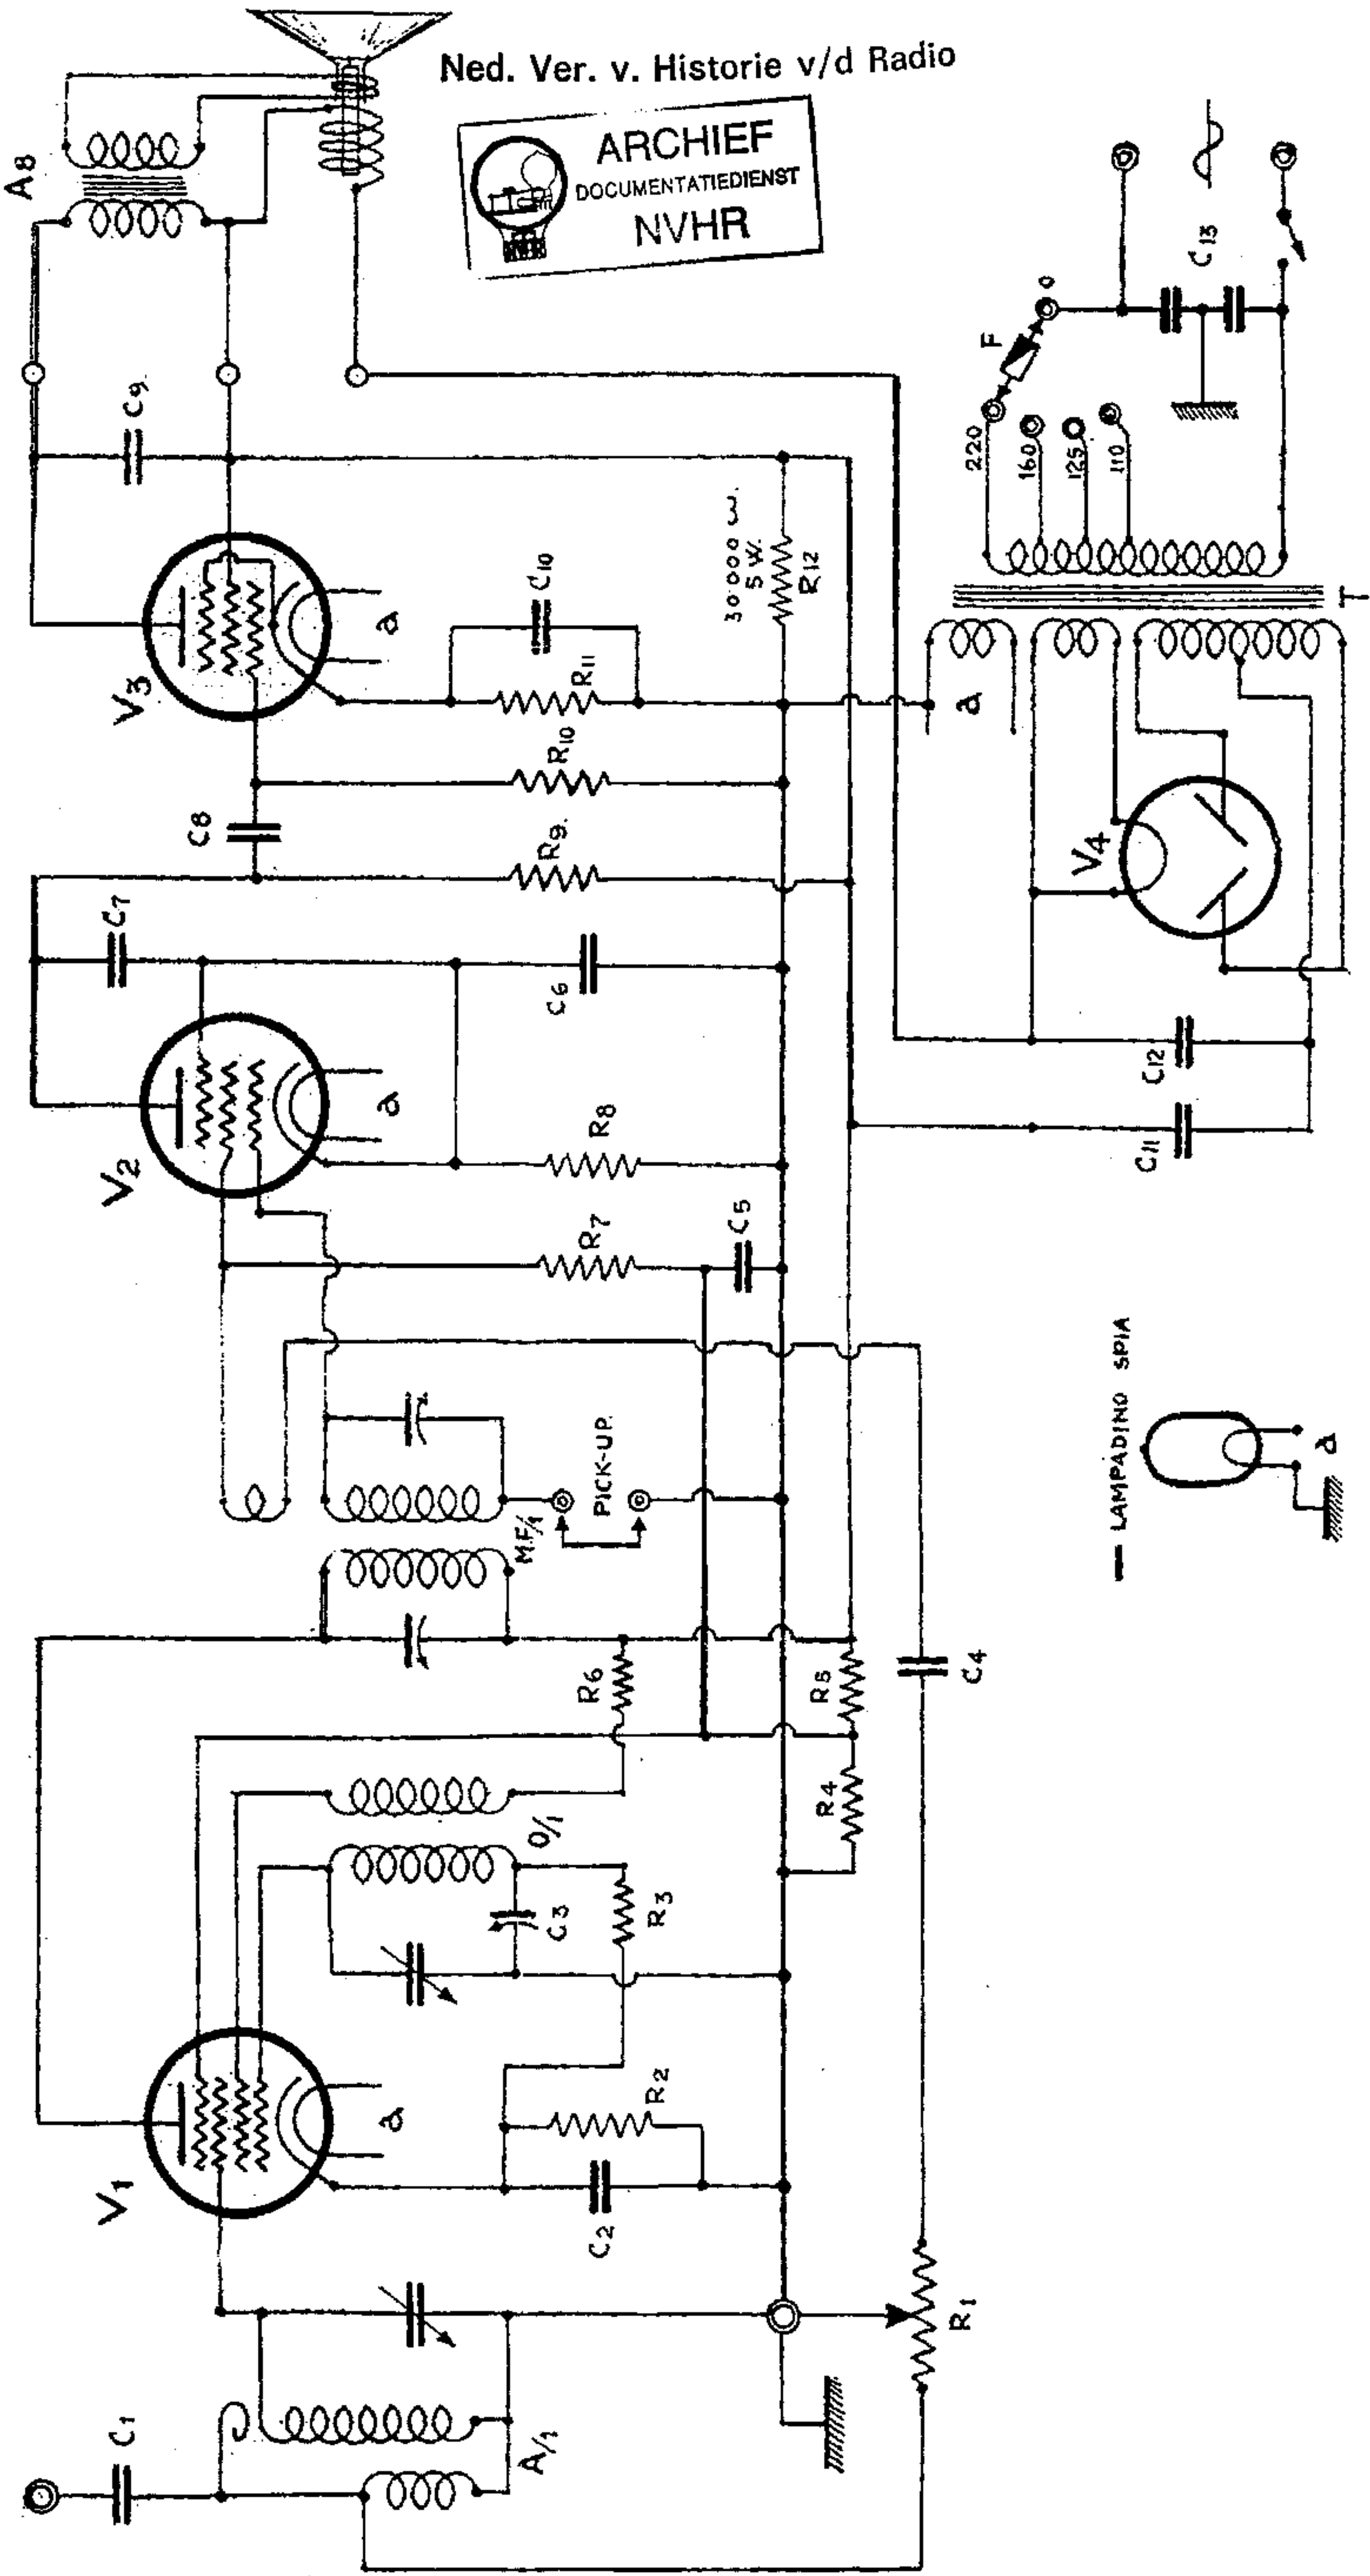 Ned. Ver. v. Historie v/d Radio
ARCHIEF
DOCUMENTATIEDIENST
NVHR
A8
C9
V3
a
C10
R11
R10
C8
R9
C7
V2
a
C6
R8
R7
C5
30.000 ω.
5 W.
R12
220
160
125
110
F
0
C13
T
a
V4
C12
C11
M.F/1
PICK-UP.
R6
R5
R4
C4
O/1
C3
R3
V1
a
R2
C2
C1
A/1
R1
— LAMPADINO SPIA
a